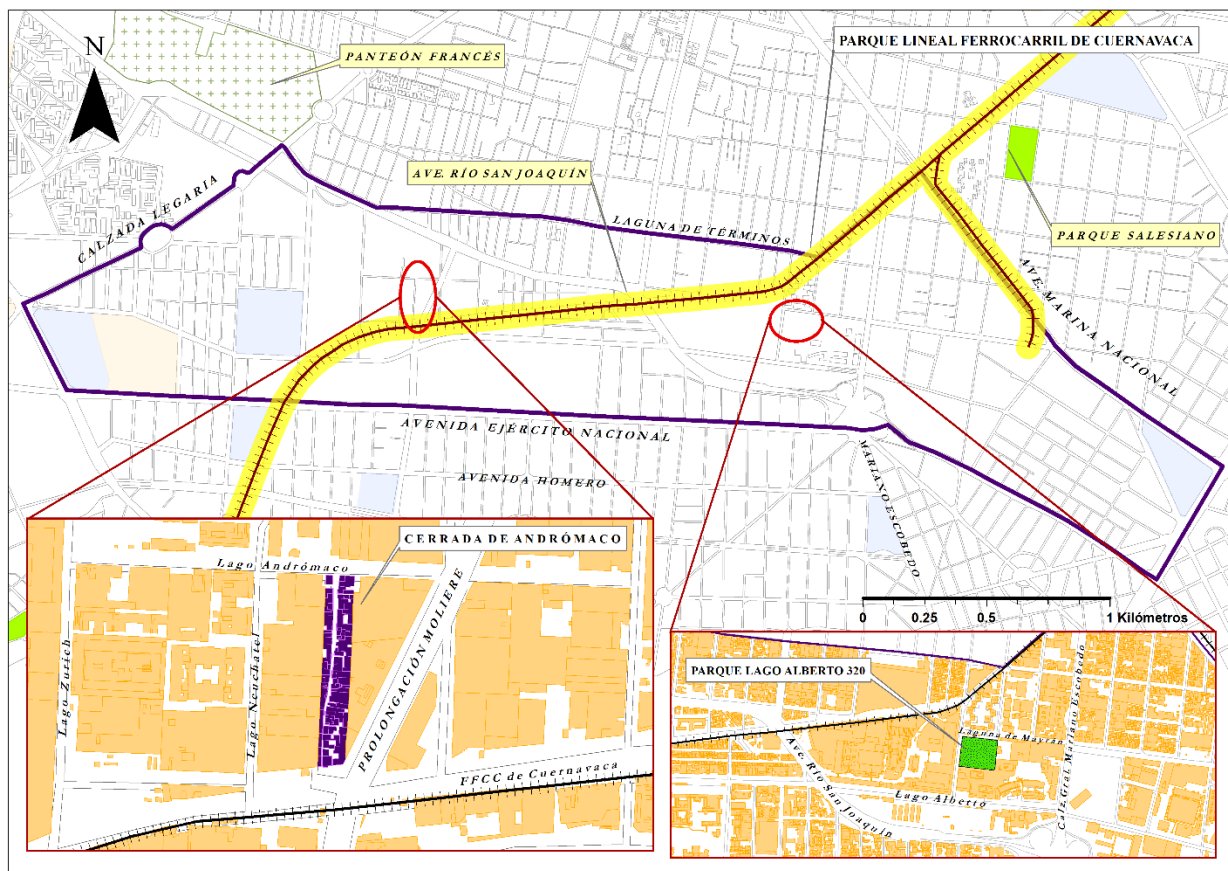 N
PANTEÓN FRANCÉS
PARQUE LINEAL FERROCARRIL DE CUERNAVACA
AVE. RÍO SAN JOAQUÍN
CALZADA LEGARIA
LAGUNA DE TÉRMINOS
PARQUE SALESIANO
AVE. MARINA NACIONAL
AVENIDA EJÉRCITO NACIONAL
AVENIDA HOMERO
MARIANO ESCOBEDO
0 0.25 0.5 1 Kilómetros
CERRADA DE ANDRÓMACO
Lago Andrómaco
Lago Zurich
Lago Neuchatel
PROLONGACIÓN MOLIERE
FFCC de Cuernavaca
PARQUE LAGO ALBERTO 320
Laguna de Mayrán
Ave. Río San Joaquín
Lago Alberto
Calz. Gral. Mariano Escobedo